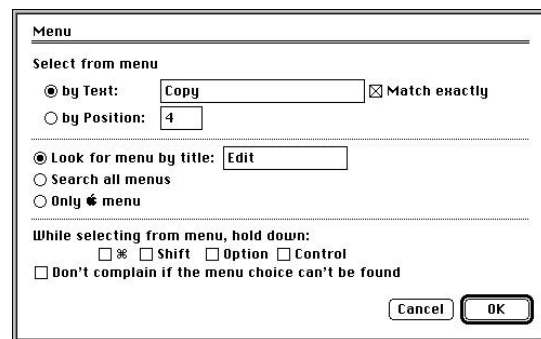 Menu
Select from menu
by Text: Copy Match exactly
by Position: 4
Look for menu by title: Edit
Search all menus
Only  menu
While selecting from menu, hold down:
⌘ Shift Option Control
Don't complain if the menu choice can't be found
Cancel OK